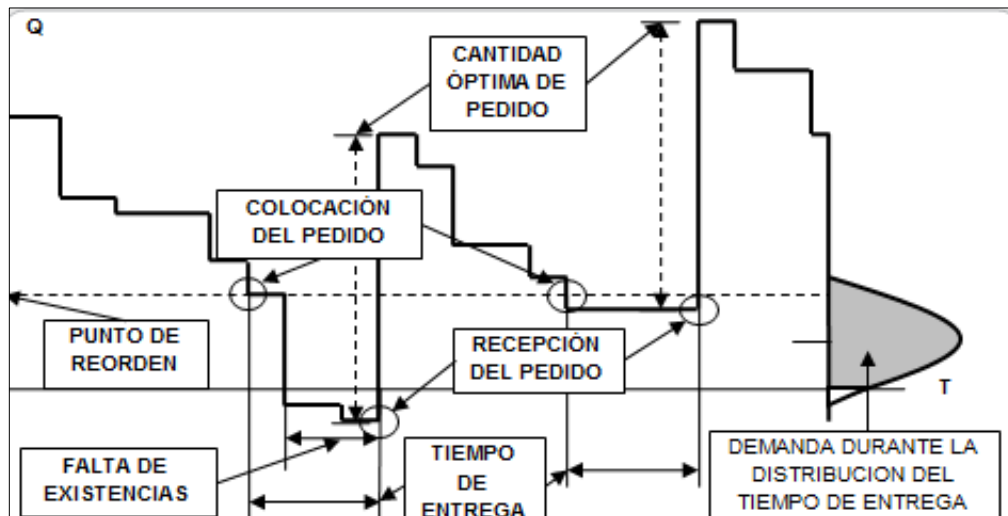 Q
CANTIDAD
ÓPTIMA DE
PEDIDO
COLOCACIÓN
DEL PEDIDO
PUNTO DE
REORDEN
RECEPCIÓN
DEL PEDIDO
T
FALTA DE
EXISTENCIAS
TIEMPO
DE
ENTREGA
DEMANDA DURANTE LA
DISTRIBUCION DEL
TIEMPO DE ENTREGA